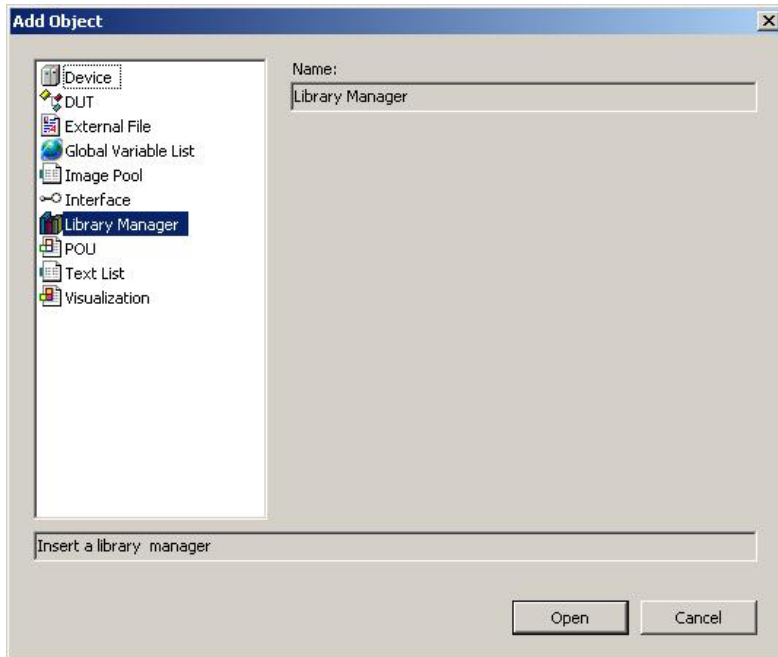 Add Object
Device
DUT
External File
Global Variable List
Image Pool
Interface
Library Manager
POU
Text List
Visualization
Name:
Library Manager
Insert a library  manager
Open
Cancel